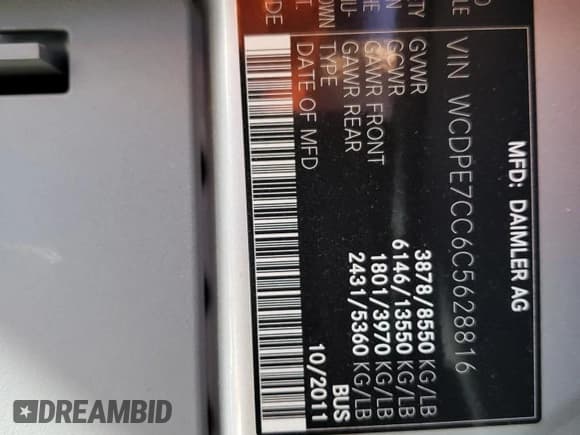 MFD: DAIMLER AG
VIN WCDPE7CC6C5628816
GVWR 3878/8550 KG/LB
GCWR 6146/13550 KG/LB
GAWR FRONT 1801/3970 KG/LB
GAWR REAR 2431/5360 KG/LB
TYPE BUS
DATE OF MFD 10/2011
DREAMBID